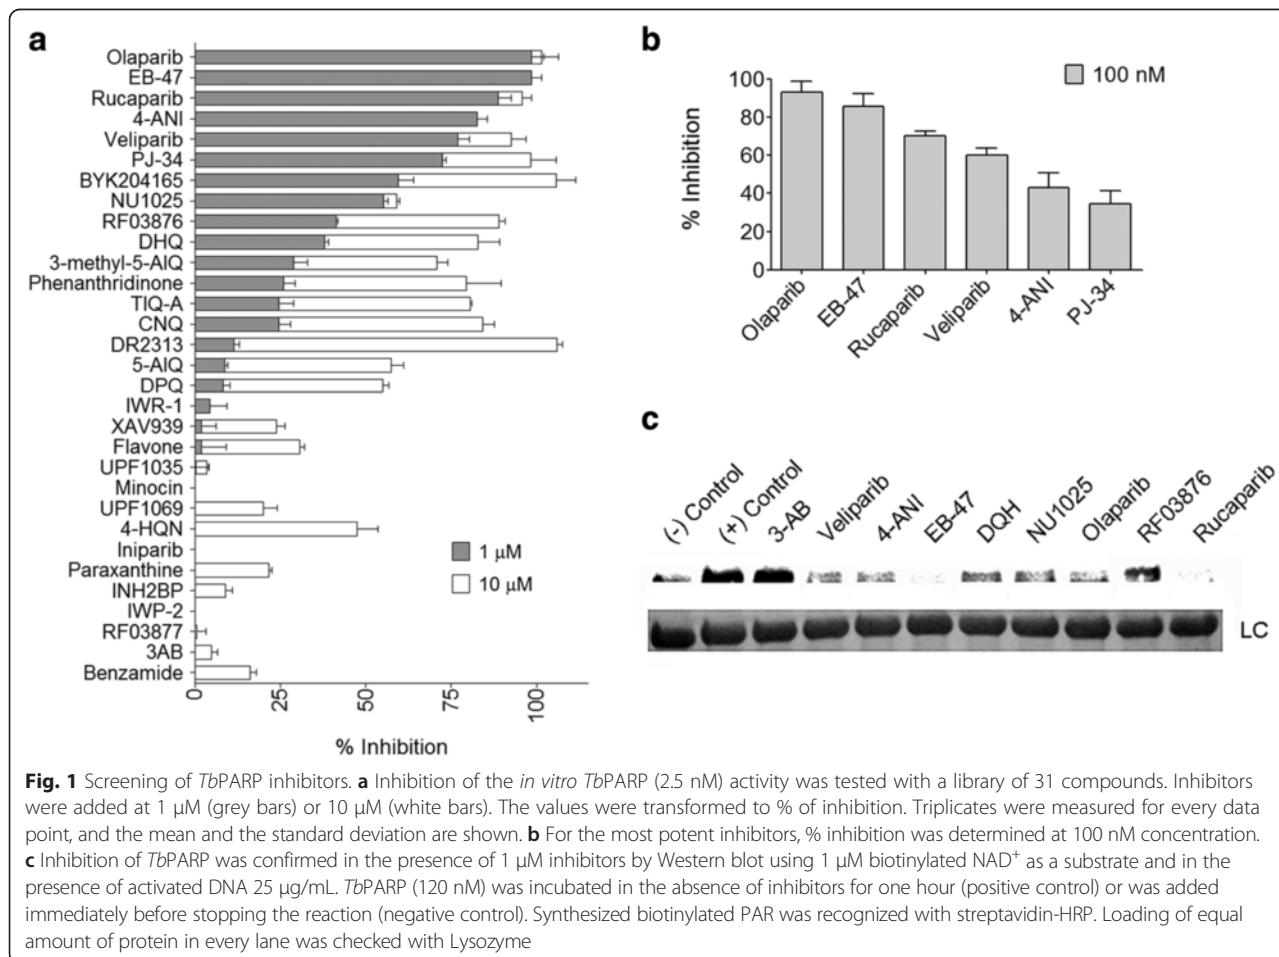 a
Olaparib
EB-47
Rucaparib
4-ANI
Veliparib
PJ-34
BYK204165
NU1025
RF03876
DHQ
3-methyl-5-AIQ
Phenanthridinone
TIQ-A
CNQ
DR2313
5-AIQ
DPQ
IWR-1
XAV939
Flavone
UPF1035
Minocin
UPF1069
4-HQN
Iniparib
Paraxanthine
INH2BP
IWP-2
RF03877
3AB
Benzamide
1 µM
10 µM
0
25
50
75
100
% Inhibition
b
100 nM
% Inhibition
100
80
60
40
20
0
Olaparib
EB-47
Rucaparib
Veliparib
4-ANI
PJ-34
c
(-) Control
(+) Control
3-AB
Veliparib
4-ANI
EB-47
DQH
NU1025
Olaparib
RF03876
Rucaparib
LC
Fig. 1 Screening of TbPARP inhibitors. a Inhibition of the in vitro TbPARP (2.5 nM) activity was tested with a library of 31 compounds. Inhibitors
were added at 1 µM (grey bars) or 10 µM (white bars). The values were transformed to % of inhibition. Triplicates were measured for every data
point, and the mean and the standard deviation are shown. b For the most potent inhibitors, % inhibition was determined at 100 nM concentration.
c Inhibition of TbPARP was confirmed in the presence of 1 µM inhibitors by Western blot using 1 µM biotinylated NAD⁺ as a substrate and in the
presence of activated DNA 25 µg/mL. TbPARP (120 nM) was incubated in the absence of inhibitors for one hour (positive control) or was added
immediately before stopping the reaction (negative control). Synthesized biotinylated PAR was recognized with streptavidin-HRP. Loading of equal
amount of protein in every lane was checked with Lysozyme